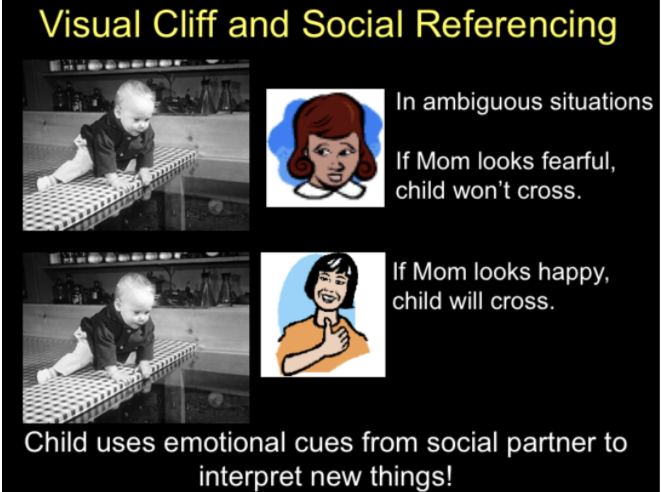 Visual Cliff and Social Referencing
In ambiguous situations
If Mom looks fearful,
child won't cross.
If Mom looks happy,
child will cross.
Child uses emotional cues from social partner to
interpret new things!